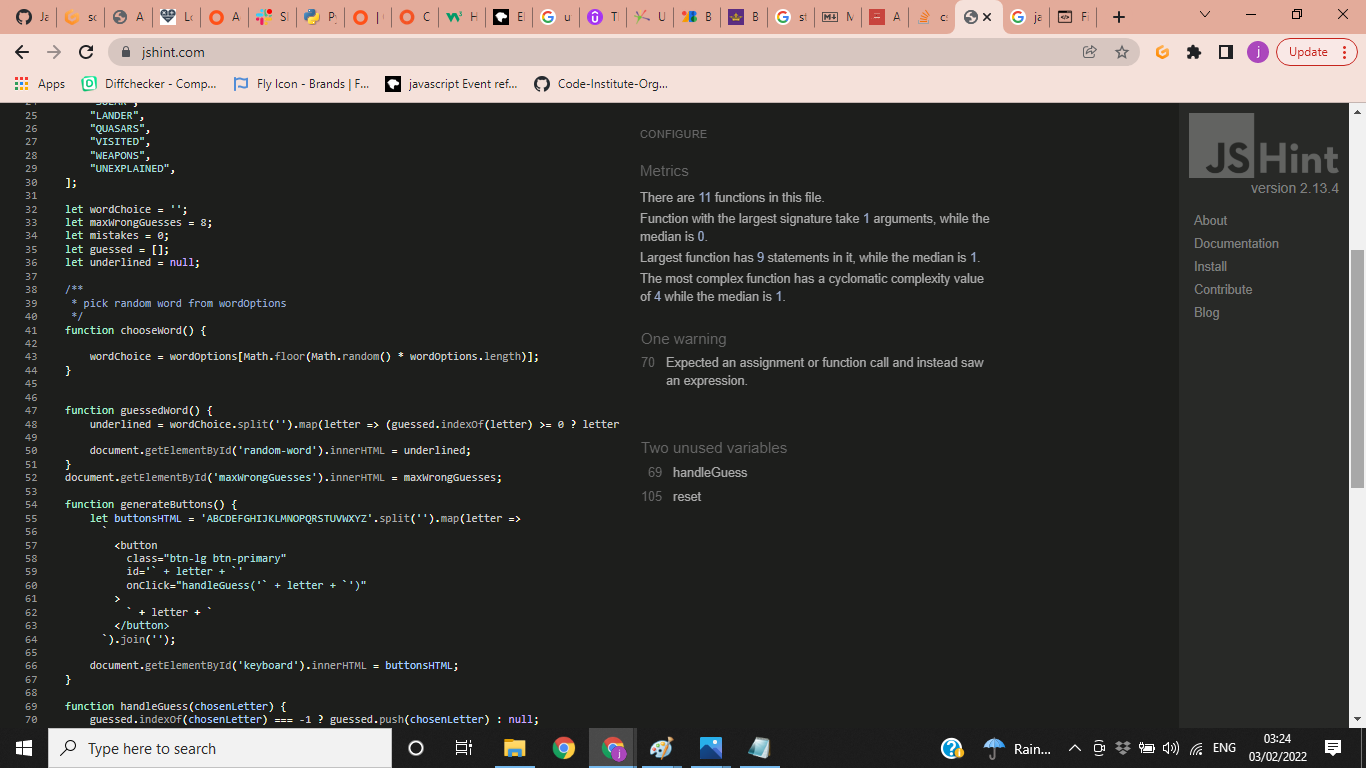 Ja
sc
A
Lo
A
Sl
Py
| (
C
H
El
u
Tl
U
B
B
st
M
A
cs
ja
Fi
jshint.com
j
Update
Apps
Diffchecker - Comp...
Fly Icon - Brands | F...
javascript Event ref...
Code-Institute-Org...
24 "SOLAR",
25 "LANDER",
26 "QUASARS",
27 "VISITED",
28 "WEAPONS",
29 "UNEXPLAINED",
30 ];
31
32 let wordChoice = '';
33 let maxWrongGuesses = 8;
34 let mistakes = 0;
35 let guessed = [];
36 let underlined = null;
37
38 /**
39 * pick random word from wordOptions
40 */
41 function chooseWord() {
42
43 wordChoice = wordOptions[Math.floor(Math.random() * wordOptions.length)];
44 }
45
46
47 function guessedWord() {
48 underlined = wordChoice.split('').map(letter => (guessed.indexOf(letter) >= 0 ? letter
49
50 document.getElementById('random-word').innerHTML = underlined;
51 }
52 document.getElementById('maxWrongGuesses').innerHTML = maxWrongGuesses;
53
54 function generateButtons() {
55 let buttonsHTML = 'ABCDEFGHIJKLMNOPQRSTUVWXYZ'.split('').map(letter =>
56 `
57 <button
58 class="btn-lg btn-primary"
59 id='` + letter + `'
60 onClick="handleGuess('` + letter + `')"
61 >
62 ` + letter + `
63 </button>
64 `).join('');
65
66 document.getElementById('keyboard').innerHTML = buttonsHTML;
67 }
68
69 function handleGuess(chosenLetter) {
70 guessed.indexOf(chosenLetter) === -1 ? guessed.push(chosenLetter) : null;
CONFIGURE
Metrics
There are 11 functions in this file.
Function with the largest signature take 1 arguments, while the
median is 0.
Largest function has 9 statements in it, while the median is 1.
The most complex function has a cyclomatic complexity value
of 4 while the median is 1.
One warning
70 Expected an assignment or function call and instead saw
an expression.
Two unused variables
69 handleGuess
105 reset
JSHint
version 2.13.4
About
Documentation
Install
Contribute
Blog
Type here to search
j
Rain...
ENG
03:24
03/02/2022